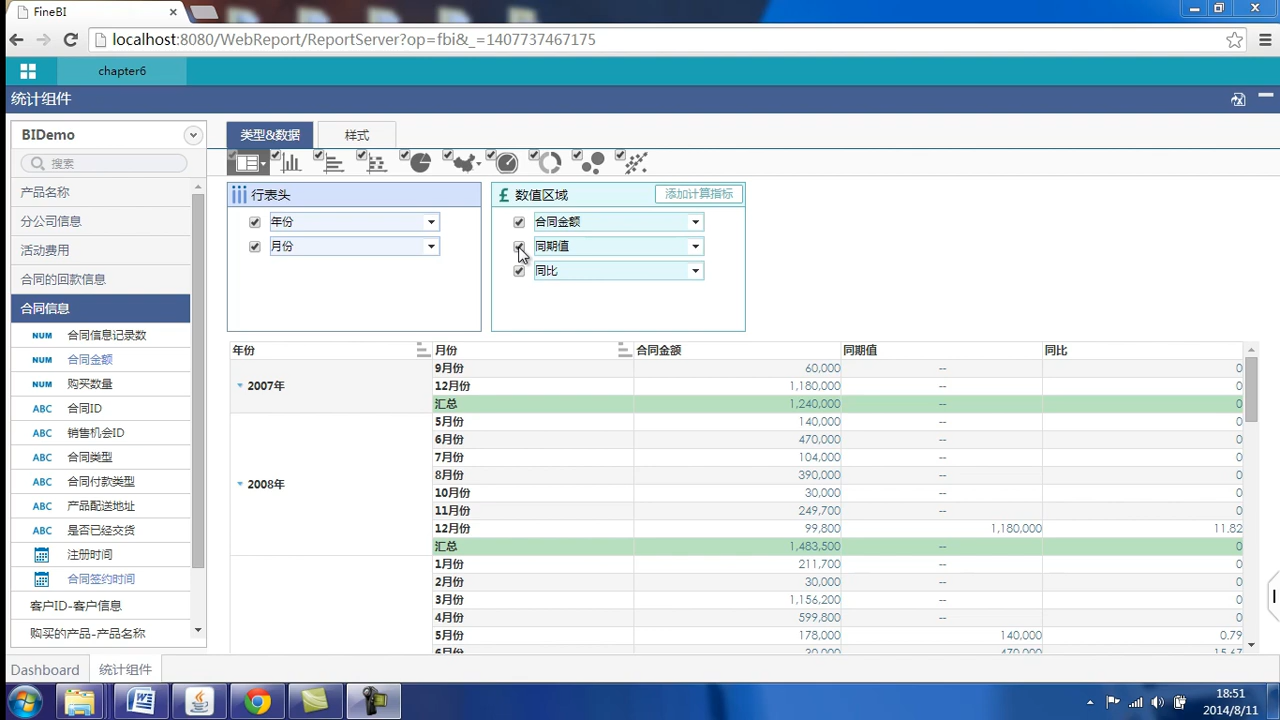 FineBI
localhost:8080/WebReport/ReportServer?op=fbi&_=1407737467175
chapter6
统计组件
BIDemo
类型&数据 样式
搜索
产品名称
分公司信息
活动费用
合同的回款信息
合同信息
NUM 合同信息记录数
NUM 合同金额
NUM 购买数量
ABC 合同ID
ABC 销售机会ID
ABC 合同类型
ABC 合同付款类型
ABC 产品配送地址
ABC 是否已经交货
注册时间
合同签约时间
客户ID-客户信息
购买的产品-产品名称
行表头
年份
月份
数值区域 添加计算指标
合同金额
同期值
同比
年份 月份 合同金额 同期值 同比
2007年
9月份 60,000 -- 0
12月份 1,180,000 -- 0
汇总 1,240,000 -- 0
2008年
5月份 140,000 -- 0
6月份 470,000 -- 0
7月份 104,000 -- 0
8月份 390,000 -- 0
10月份 30,000 -- 0
11月份 249,700 -- 0
12月份 99,800 1,180,000 11.82
汇总 1,483,500 -- 0
1月份 211,700 -- 0
2月份 30,000 -- 0
3月份 1,156,200 -- 0
4月份 599,800 -- 0
5月份 178,000 140,000 0.79
6月份 30,000 470,000 15.67
Dashboard 统计组件
18:51
2014/8/11